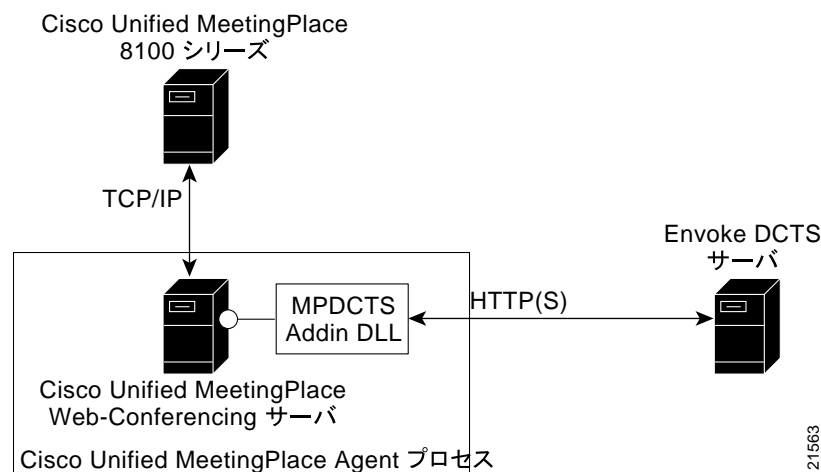 Cisco Unified MeetingPlace
8100 シリーズ
TCP/IP
Envoke DCTS
サーバ
MPDCTS
Addin DLL
HTTP(S)
Cisco Unified MeetingPlace
Web-Conferencing サーバ
Cisco Unified MeetingPlace Agent プロセス
21563